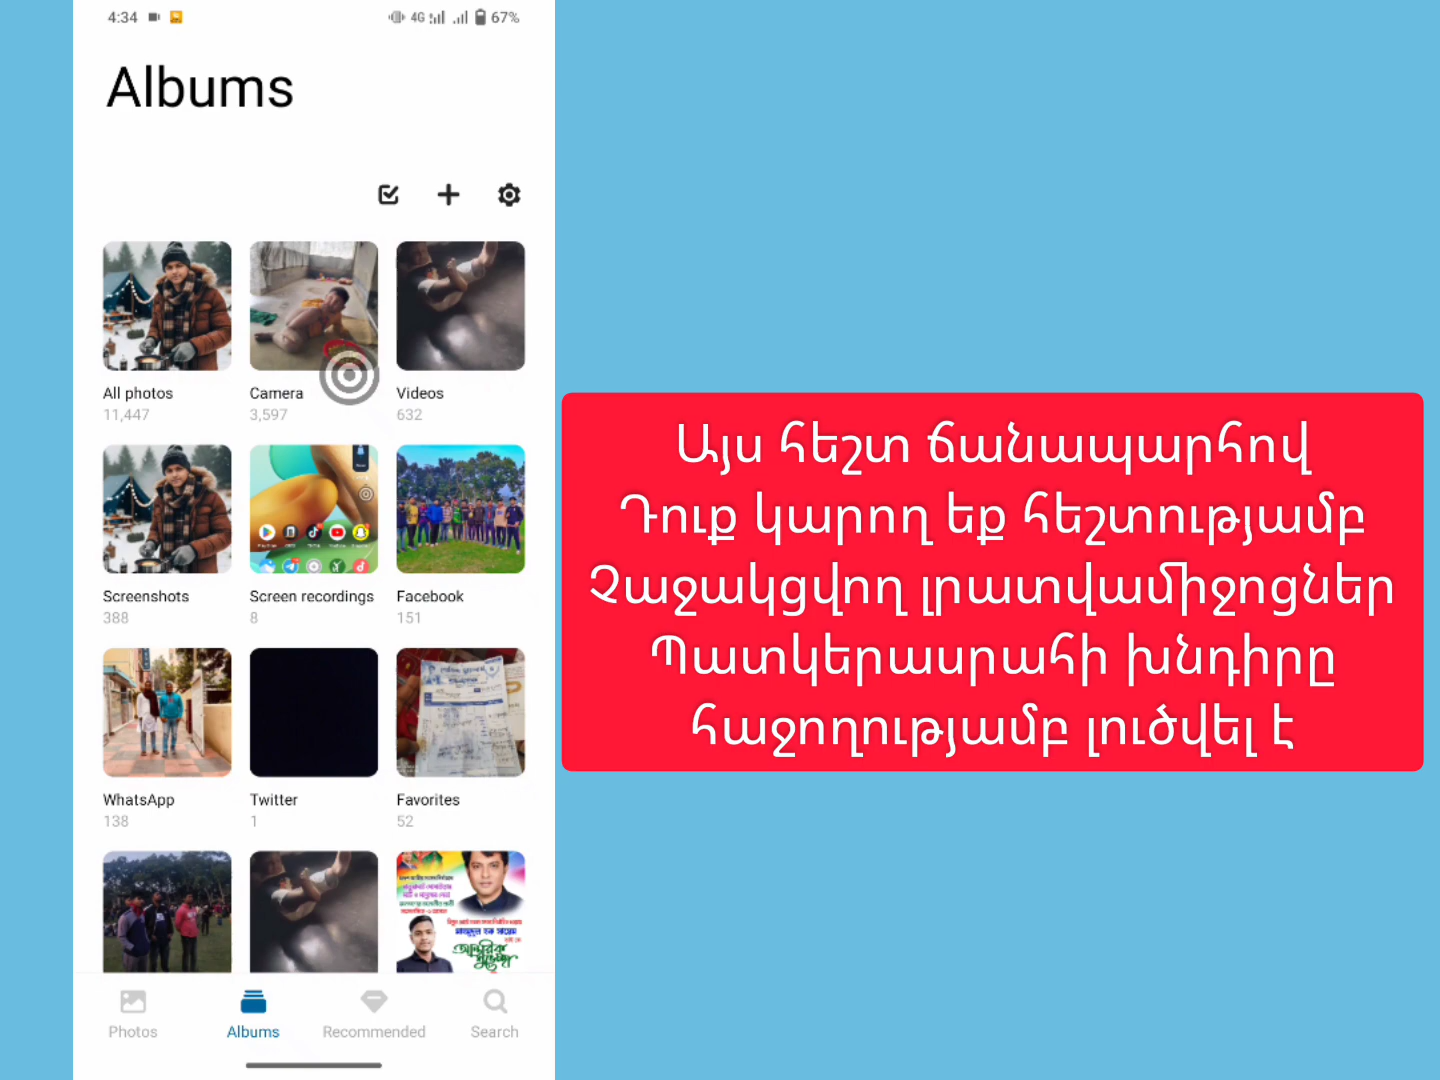 4:34
4G
67%
Albums
All photos
11,447
Camera
3,597
Videos
632
Screenshots
388
Screen recordings
8
Facebook
151
WhatsApp
138
Twitter
1
Favorites
52
Photos
Albums
Recommended
Search
Այս հեշտ ճանապարհով
Դուք կարող եք հեշտությամբ
Չաջակցվող լրատվամիջոցներ
Պատկերասրահի խնդիրը
հաջողությամբ լուծվել է